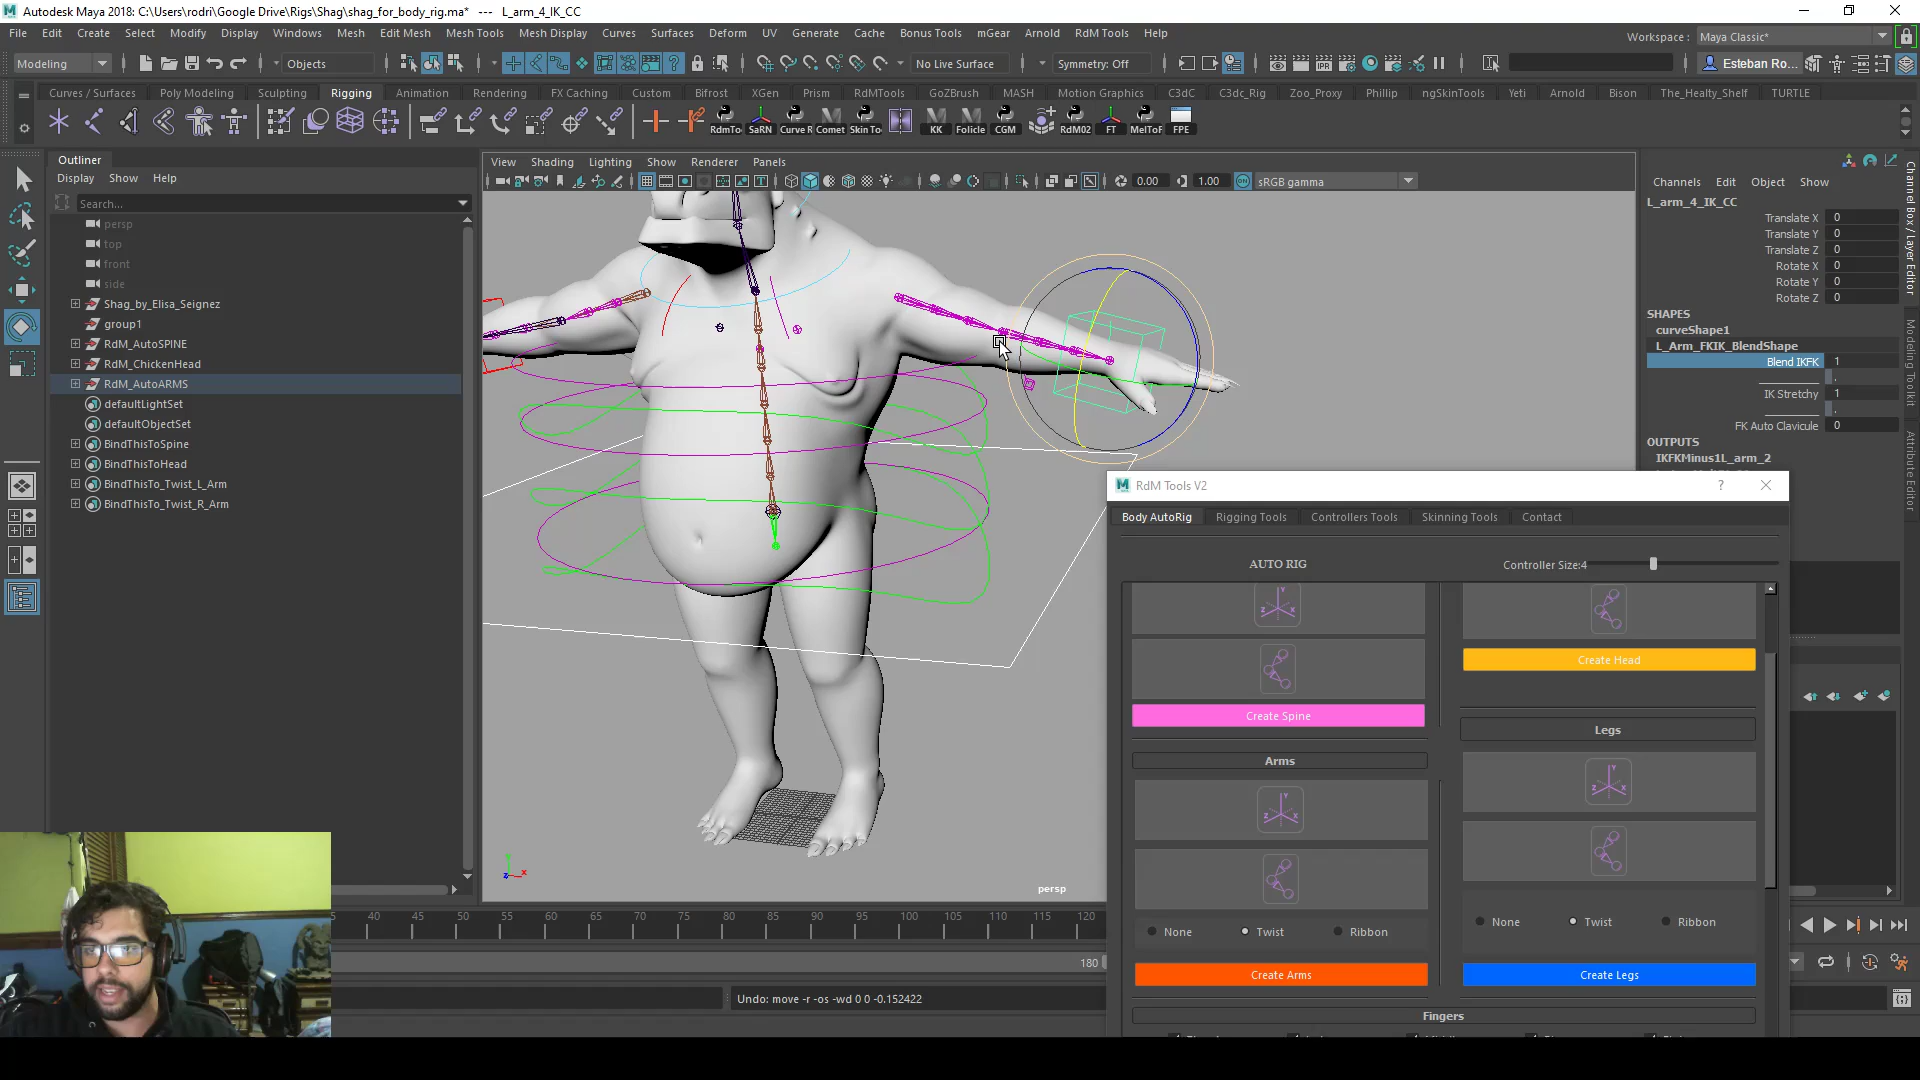 Autodesk Maya 2018: C:\Users\rodri\Google Drive\Rigs\Shag\shag_for_body_rig.ma* --- L_arm_4_IK_CC
File Edit Create Select Modify Display Windows Mesh Edit Mesh Mesh Tools Mesh Display Curves Surfaces Deform UV Generate Cache Bonus Tools mGear Arnold RdM Tools Help
Workspace : Maya Classic*
Modeling Objects No Live Surface Symmetry: Off Esteban Ro...
Curves / Surfaces Poly Modeling Sculpting Rigging Animation Rendering FX Caching Custom Bifrost XGen Prism RdMTools GoZBrush MASH Motion Graphics C3DC C3dc_Rig Zoo_Proxy Phillip ngSkinTools Yeti Arnold Bison The_Healty_Shelf TURTLE
RdmTo SaRN Curve R Comet Skin To KK Folicle CGM RdM02 FT MelToF FPE
Outliner
Display Show Help
Search...
persp
top
front
side
Shag_by_Elisa_Seignez
group1
RdM_AutoSPINE
RdM_ChickenHead
RdM_AutoARMS
defaultLightSet
defaultObjectSet
BindThisToSpine
BindThisToHead
BindThisTo_Twist_L_Arm
BindThisTo_Twist_R_Arm
View Shading Lighting Show Renderer Panels
0.00 1.00 sRGB gamma
persp
Channels Edit Object Show
L_arm_4_IK_CC
Translate X 0
Translate Y 0
Translate Z 0
Rotate X 0
Rotate Y 0
Rotate Z 0
SHAPES
curveShape1
L_Arm_FKIK_BlendShape
Blend IKFK 1
.
IK Stretchy 1
.
FK Auto Clavicule 0
OUTPUTS
IKFKMinus1L_arm_2
Channel Box / Layer Editor
Modeling Toolkit
Attribute Editor
RdM Tools V2
?
Body AutoRig Rigging Tools Controllers Tools Skinning Tools Contact
AUTO RIG
Controller Size:4
Create Head
Create Spine
Legs
Arms
None Twist Ribbon
None Twist Ribbon
Create Arms
Create Legs
Fingers
40 45 50 55 60 65 70 75 80 85 90 95 100 105 110 115 120
180
Undo: move -r -os -wd 0 0 -0.152422